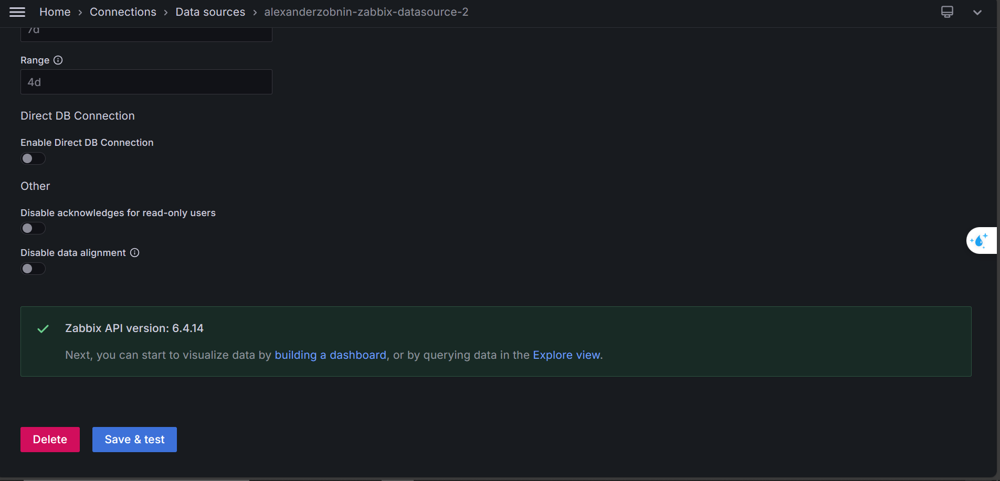 Home › Connections › Data sources › alexanderzobnin-zabbix-datasource-2
7d
Range
4d
Direct DB Connection
Enable Direct DB Connection
Other
Disable acknowledges for read-only users
Disable data alignment
Zabbix API version: 6.4.14
Next, you can start to visualize data by building a dashboard, or by querying data in the Explore view.
Delete Save & test